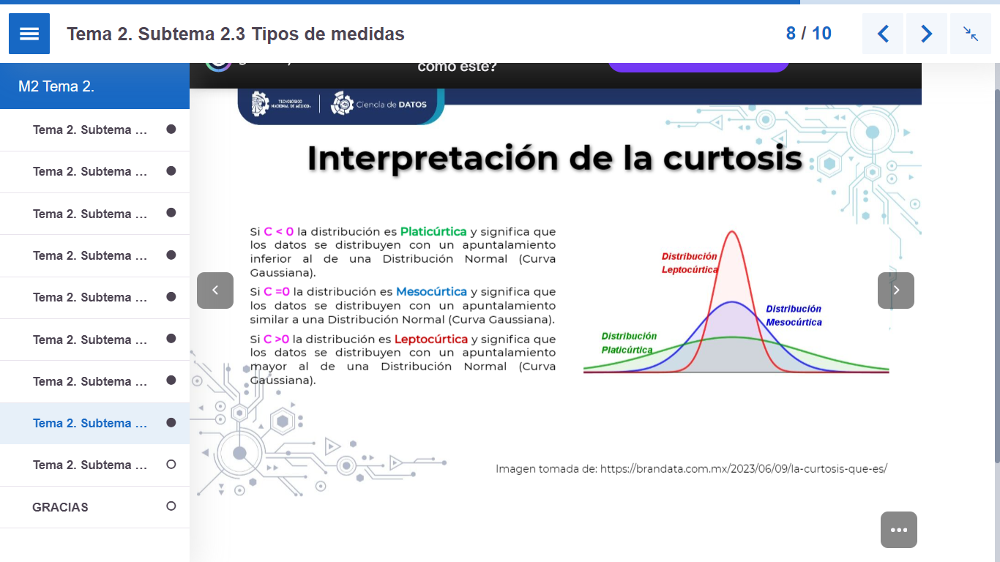 Tema 2. Subtema 2.3 Tipos de medidas
8 / 10
como este?
M2 Tema 2.
Tema 2. Subtema ...
Tema 2. Subtema ...
Tema 2. Subtema ...
Tema 2. Subtema ...
Tema 2. Subtema ...
Tema 2. Subtema ...
Tema 2. Subtema ...
Tema 2. Subtema ...
Tema 2. Subtema ...
GRACIAS
TECNOLÓGICO
NACIONAL DE MÉXICO
Ciencia de DATOS
Interpretación de la curtosis
Si C < 0 la distribución es Platicúrtica y significa que
los datos se distribuyen con un apuntalamiento
inferior al de una Distribución Normal (Curva
Gaussiana).
Si C =0 la distribución es Mesocúrtica y significa que
los datos se distribuyen con un apuntalamiento
similar a una Distribución Normal (Curva Gaussiana).
Si C >0 la distribución es Leptocúrtica y significa que
los datos se distribuyen con un apuntalamiento
mayor al de una Distribución Normal (Curva
Gaussiana).
Distribución
Leptocúrtica
Distribución
Mesocúrtica
Distribución
Platicúrtica
Imagen tomada de: https://brandata.com.mx/2023/06/09/la-curtosis-que-es/